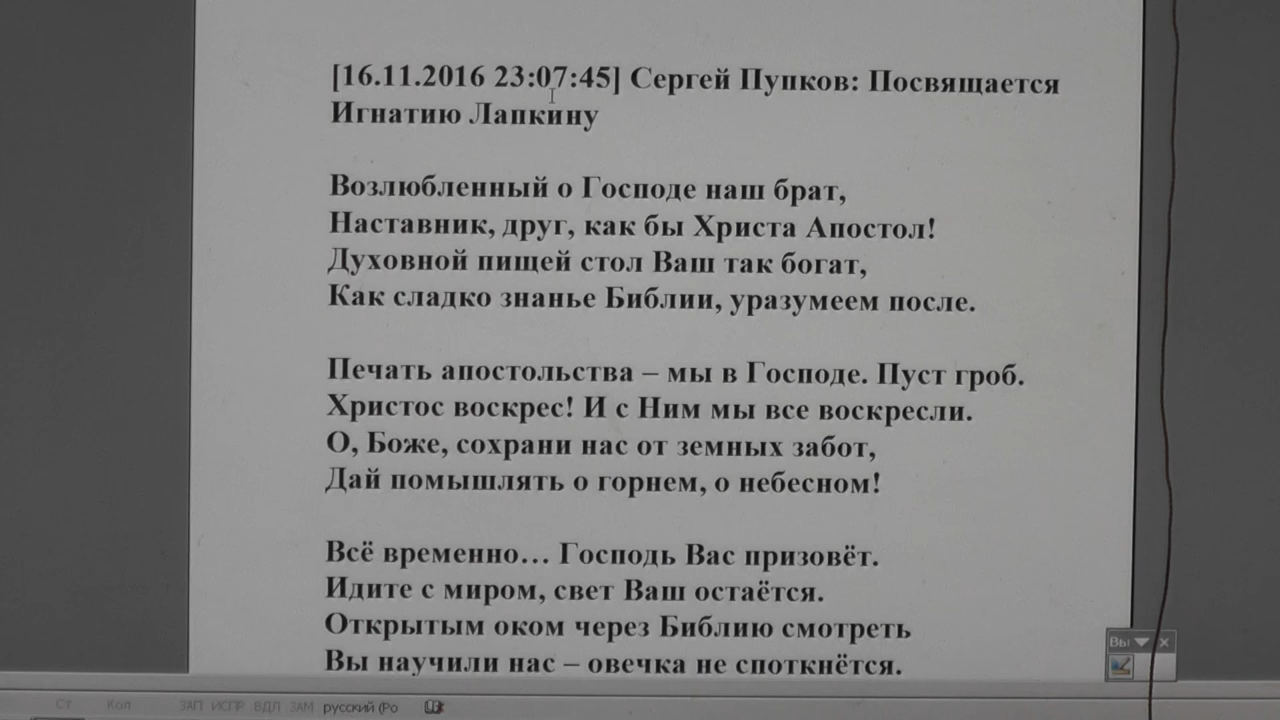 [16.11.2016 23:07:45] Сергей Пупков: Посвящается
Игнатию Лапкину
Возлюбленный о Господе наш брат,
Наставник, друг, как бы Христа Апостол!
Духовной пищей стол Ваш так богат,
Как сладко знанье Библии, уразумеем после.
Печать апостольства – мы в Господе. Пуст гроб.
Христос воскрес! И с Ним мы все воскресли.
О, Боже, сохрани нас от земных забот,
Дай помышлять о горнем, о небесном!
Всё временно… Господь Вас призовёт.
Идите с миром, свет Ваш остаётся.
Открытым оком через Библию смотреть
Вы научили нас – овечка не споткнётся.
Вы
Ст Кол ЗАП ИСПР ВДЛ ЗАМ русский (Ро